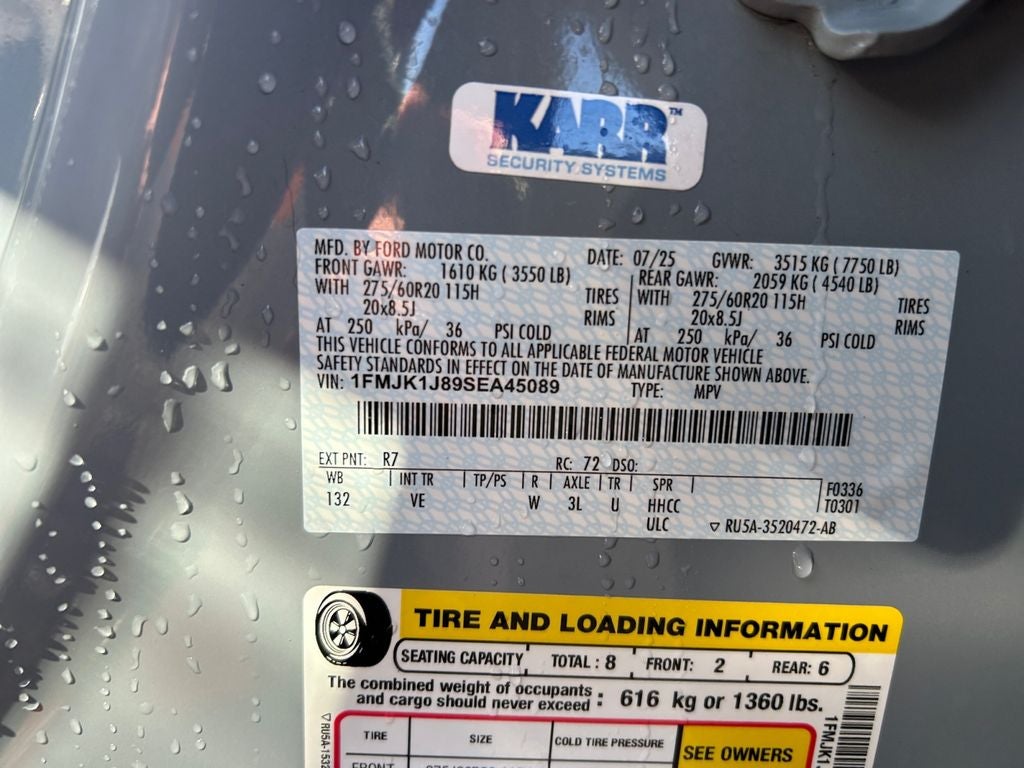 KARR™
SECURITY SYSTEMS
MFD. BY FORD MOTOR CO. DATE: 07/25 GVWR: 3515 KG ( 7750 LB)
FRONT GAWR: 1610 KG ( 3550 LB) REAR GAWR: 2059 KG ( 4540 LB)
WITH 275/60R20 115H TIRES WITH 275/60R20 115H TIRES
20x8.5J RIMS 20x8.5J RIMS
AT 250 kPa/ 36 PSI COLD AT 250 kPa/ 36 PSI COLD
THIS VEHICLE CONFORMS TO ALL APPLICABLE FEDERAL MOTOR VEHICLE
SAFETY STANDARDS IN EFFECT ON THE DATE OF MANUFACTURE SHOWN ABOVE.
VIN: 1FMJK1J89SEA45089 TYPE: MPV
EXT PNT: R7 RC: 72 DSO:
WB INT TR TP/PS R AXLE TR SPR F0336
132 VE W 3L U HHCC T0301
ULC ▽ RU5A-3520472-AB
TIRE AND LOADING INFORMATION
SEATING CAPACITY TOTAL : 8 FRONT: 2 REAR: 6
The combined weight of occupants
and cargo should never exceed : 616 kg or 1360 lbs.
TIRE SIZE COLD TIRE PRESSURE SEE OWNERS
FRONT
▽ RU5A-1532
1FMJK1